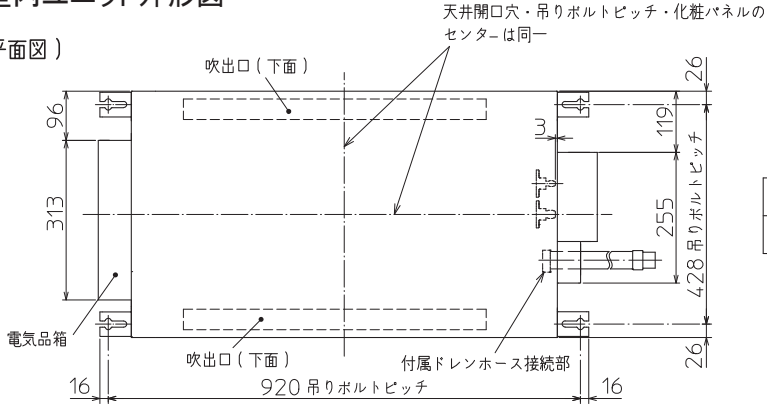 室内ユニット外形図
平面図）
天井開口穴・吊りボルトピッチ・化粧パネルの
センターは同一
吹出口（下面）
26
96
119
3
313
255
428 吊りボルトピッチ
電気品箱
吹出口（下面）
付属ドレンホース接続部
26
16
920 吊りボルトピッチ
16